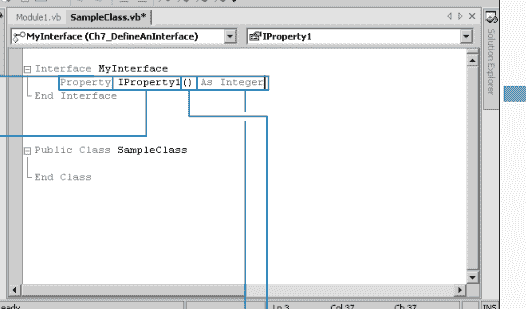 Module1.vb SampleClass.vb*
MyInterface (Ch7_DefineAnInterface) IProperty1
Solution Explorer
Interface MyInterface
Property IProperty1 () As Integer
End Interface
Public Class SampleClass
End Class
Ln 3 Col 37 Ch 37 INS